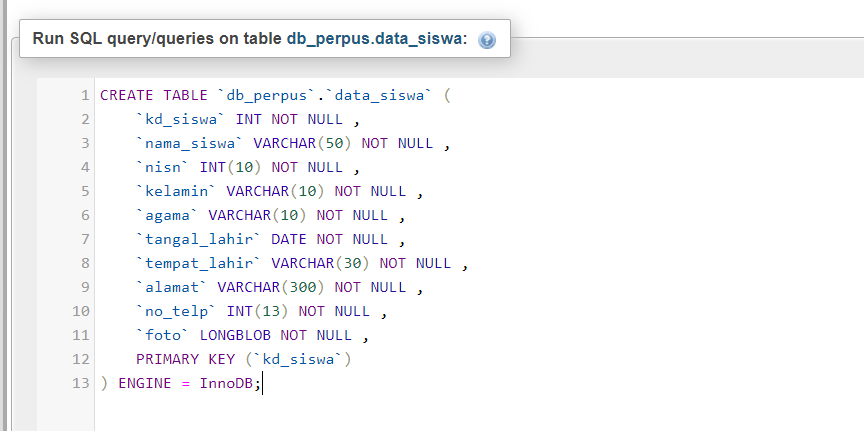 Run SQL query/queries on table db_perpus.data_siswa:
1 CREATE TABLE `db_perpus`.`data_siswa` (
2 `kd_siswa` INT NOT NULL ,
3 `nama_siswa` VARCHAR(50) NOT NULL ,
4 `nisn` INT(10) NOT NULL ,
5 `kelamin` VARCHAR(10) NOT NULL ,
6 `agama` VARCHAR(10) NOT NULL ,
7 `tangal_lahir` DATE NOT NULL ,
8 `tempat_lahir` VARCHAR(30) NOT NULL ,
9 `alamat` VARCHAR(300) NOT NULL ,
10 `no_telp` INT(13) NOT NULL ,
11 `foto` LONGBLOB NOT NULL ,
12 PRIMARY KEY (`kd_siswa`)
13 ) ENGINE = InnoDB;